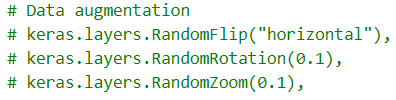 # Data augmentation
# keras.layers.RandomFlip("horizontal"),
# keras.layers.RandomRotation(0.1),
# keras.layers.RandomZoom(0.1),